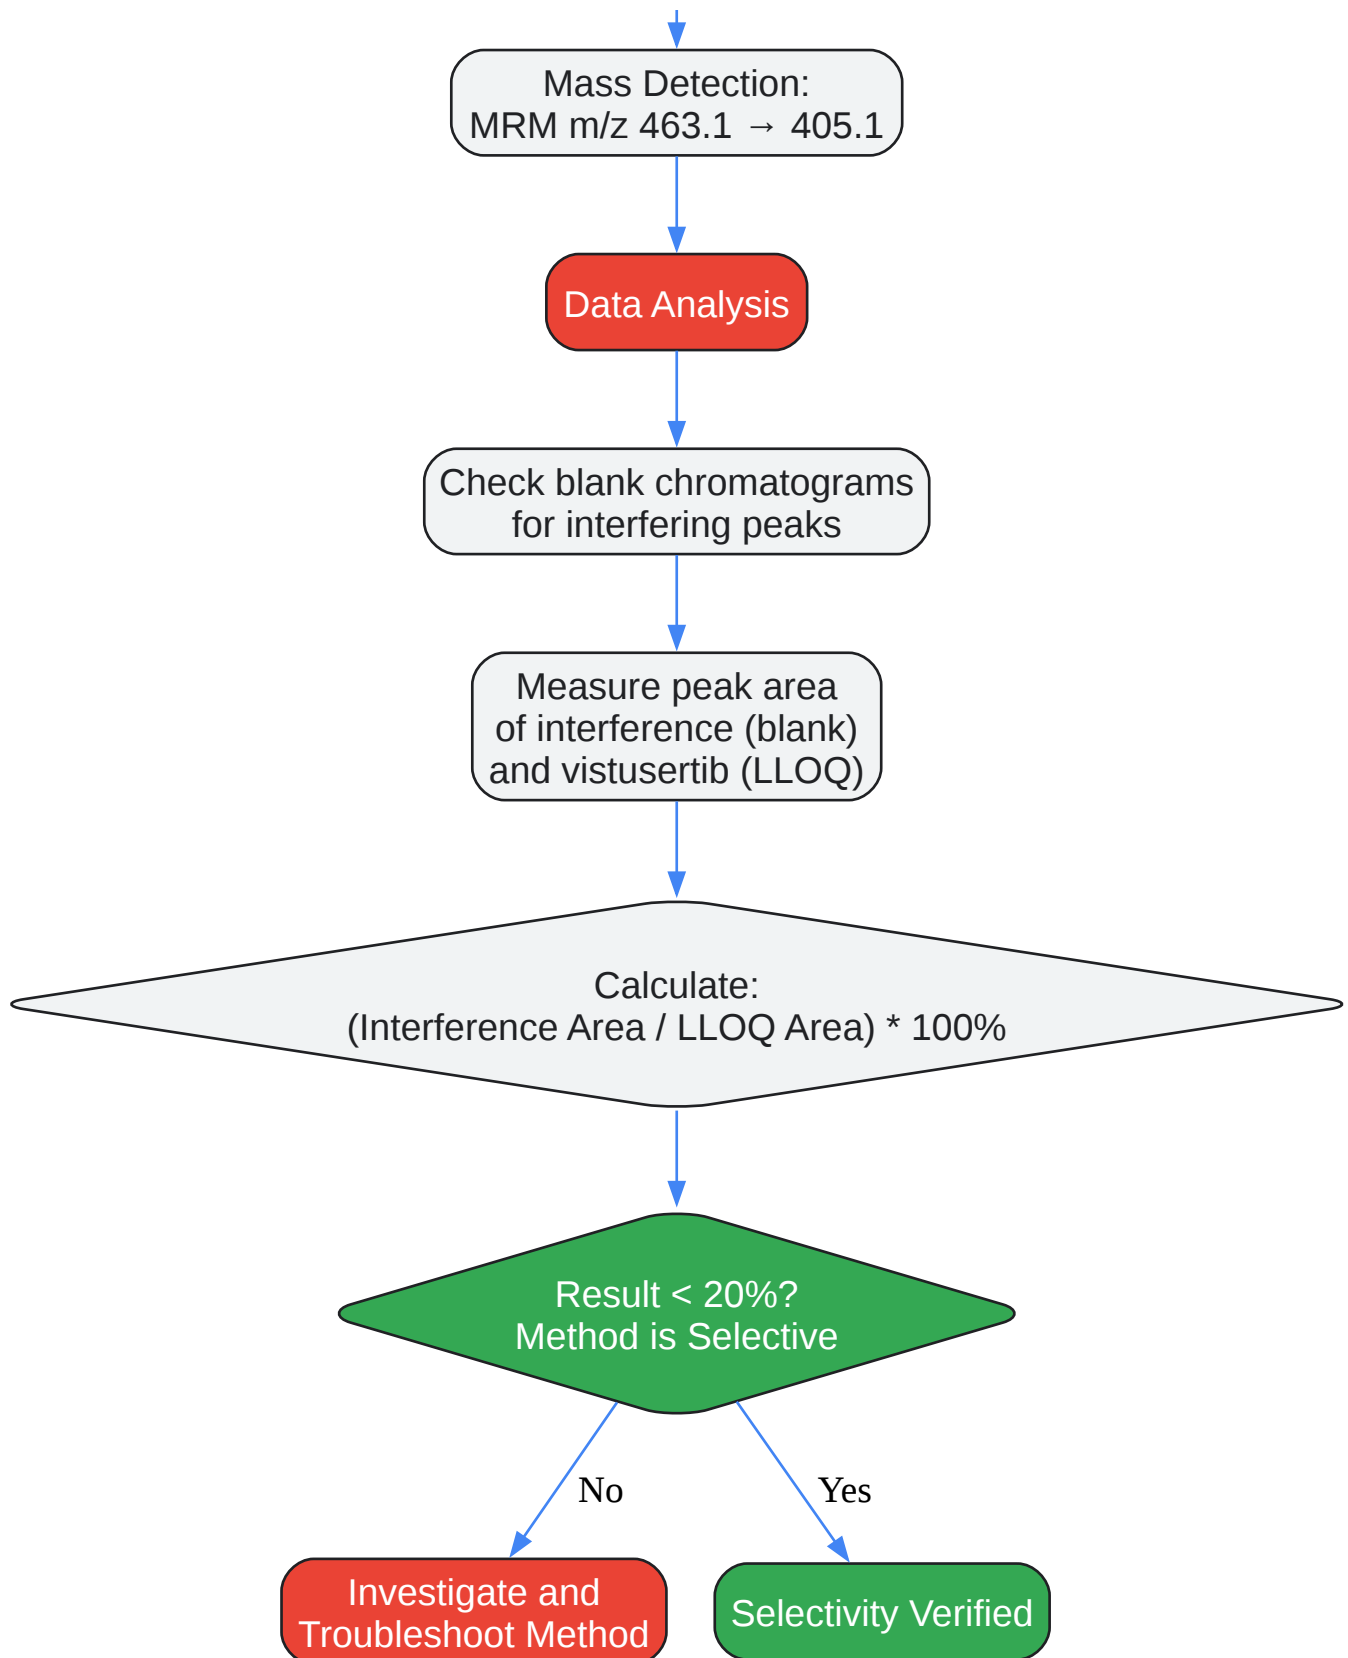 Mass Detection:
MRM m/z 463.1 → 405.1
Data Analysis
Check blank chromatograms
for interfering peaks
Measure peak area
of interference (blank)
and vistusertib (LLOQ)
Calculate:
(Interference Area / LLOQ Area) * 100%
Result < 20%?
Method is Selective
No
Yes
Investigate and
Troubleshoot Method
Selectivity Verified